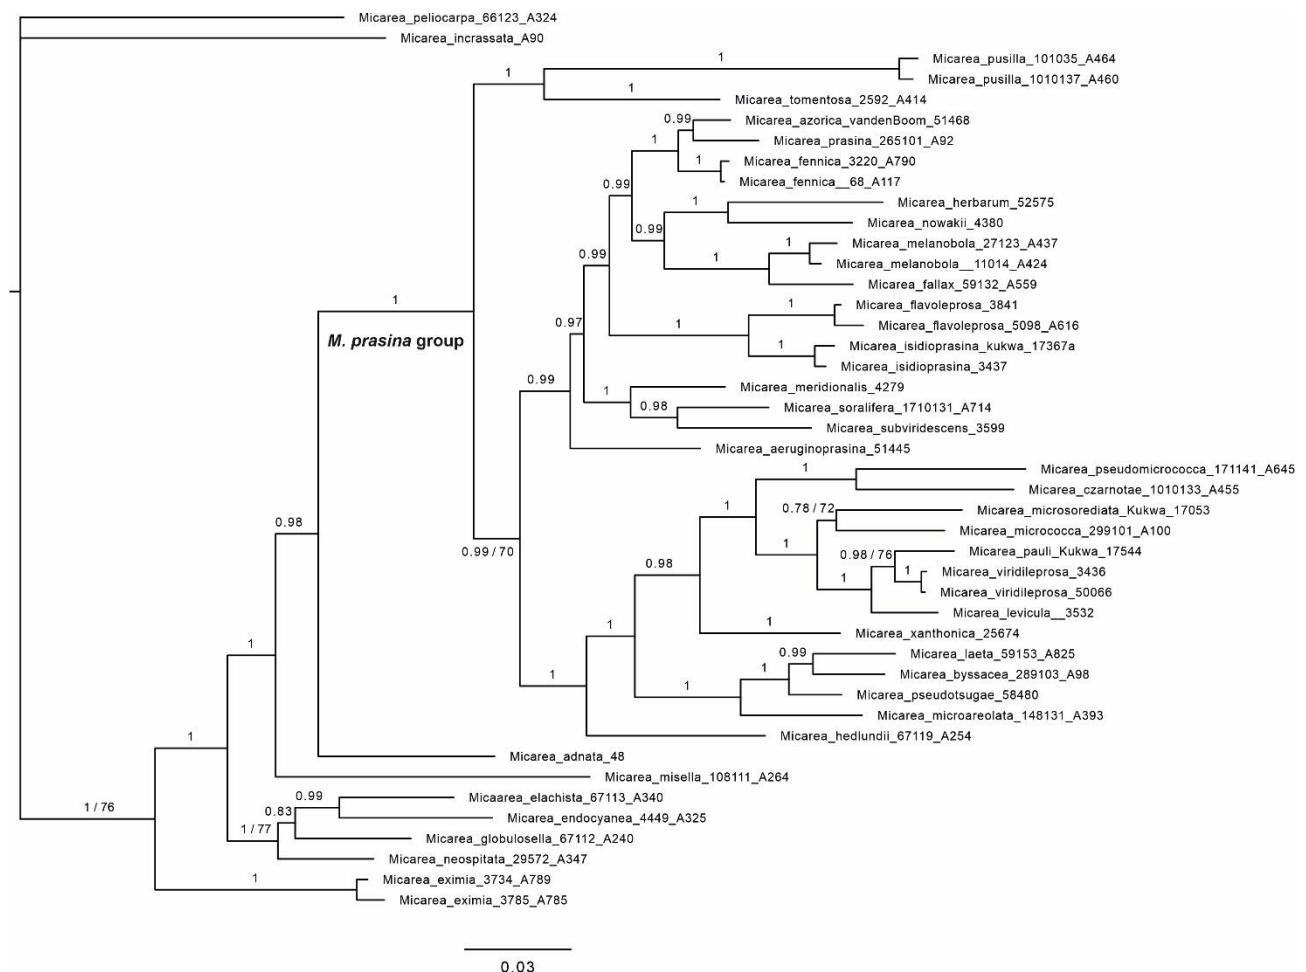 Micarea_peliocarpa_66123_A324
Micarea_incrassata_A90
1
Micarea_pusilla_101035_A464
1
Micarea_pusilla_1010137_A460
1
Micarea_tomentosa_2592_A414
0.99
Micarea_azorica_vandenBoom_51468
1
Micarea_prasina_265101_A92
1
Micarea_fennica_3220_A790
Micarea_fennica__68_A117
0.99
1
Micarea_herbarum_52575
Micarea_nowakii_4380
0.99
1
Micarea_melanobola_27123_A437
0.99
1
Micarea_melanobola__11014_A424
Micarea_fallax_59132_A559
1
1
Micarea_flavoleprosa_3841
0.97
1
Micarea_flavoleprosa_5098_A616
M. prasina group
1
Micarea_isidioprasina_kukwa_17367a
Micarea_isidioprasina_3437
0.99
1
Micarea_meridionalis_4279
0.98
Micarea_soralifera_1710131_A714
Micarea_subviridescens_3599
Micarea_aeruginoprasina_51445
1
Micarea_pseudomicrococca_171141_A645
Micarea_czarnotae_1010133_A455
1
0.78 / 72
Micarea_microsorediata_Kukwa_17053
0.98
Micarea_micrococca_299101_A100
0.99 / 70
1
0.98 / 76
Micarea_pauli_Kukwa_17544
0.98
1
1
Micarea_viridileprosa_3436
Micarea_viridileprosa_50066
Micarea_levicula__3532
1
1
Micarea_xanthonica_25674
1
0.99
Micarea_laeta_59153_A825
1
1
1
Micarea_byssacea_289103_A98
Micarea_pseudotsugae_58480
Micarea_microareolata_148131_A393
1
Micarea_hedlundii_67119_A254
Micarea_adnata_48
Micarea_misella_108111_A264
1 / 76
0.99
Micaarea_elachista_67113_A340
0.83
Micarea_endocyanea_4449_A325
1 / 77
Micarea_globulosella_67112_A240
Micarea_neospitata_29572_A347
1
Micarea_eximia_3734_A789
Micarea_eximia_3785_A785
0.03